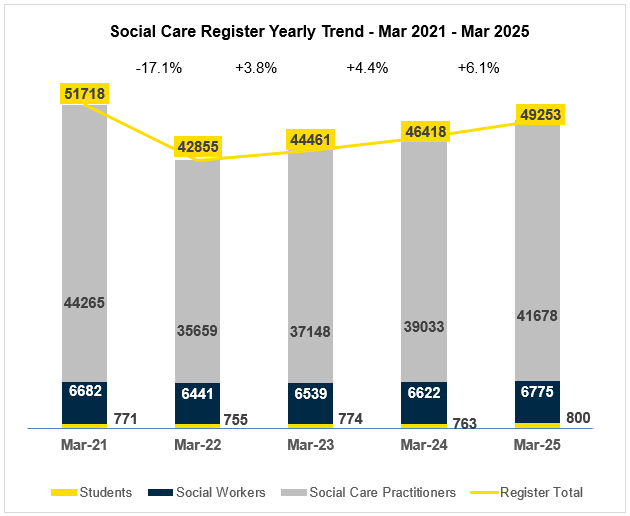 Social Care Register Yearly Trend - Mar 2021 - Mar 2025
-17.1% +3.8% +4.4% +6.1%
51718 42855 44461 46418 49253
44265 35659 37148 39033 41678
6682 6441 6539 6622 6775
771 755 774 763 800
Mar-21 Mar-22 Mar-23 Mar-24 Mar-25
Students Social Workers Social Care Practitioners Register Total